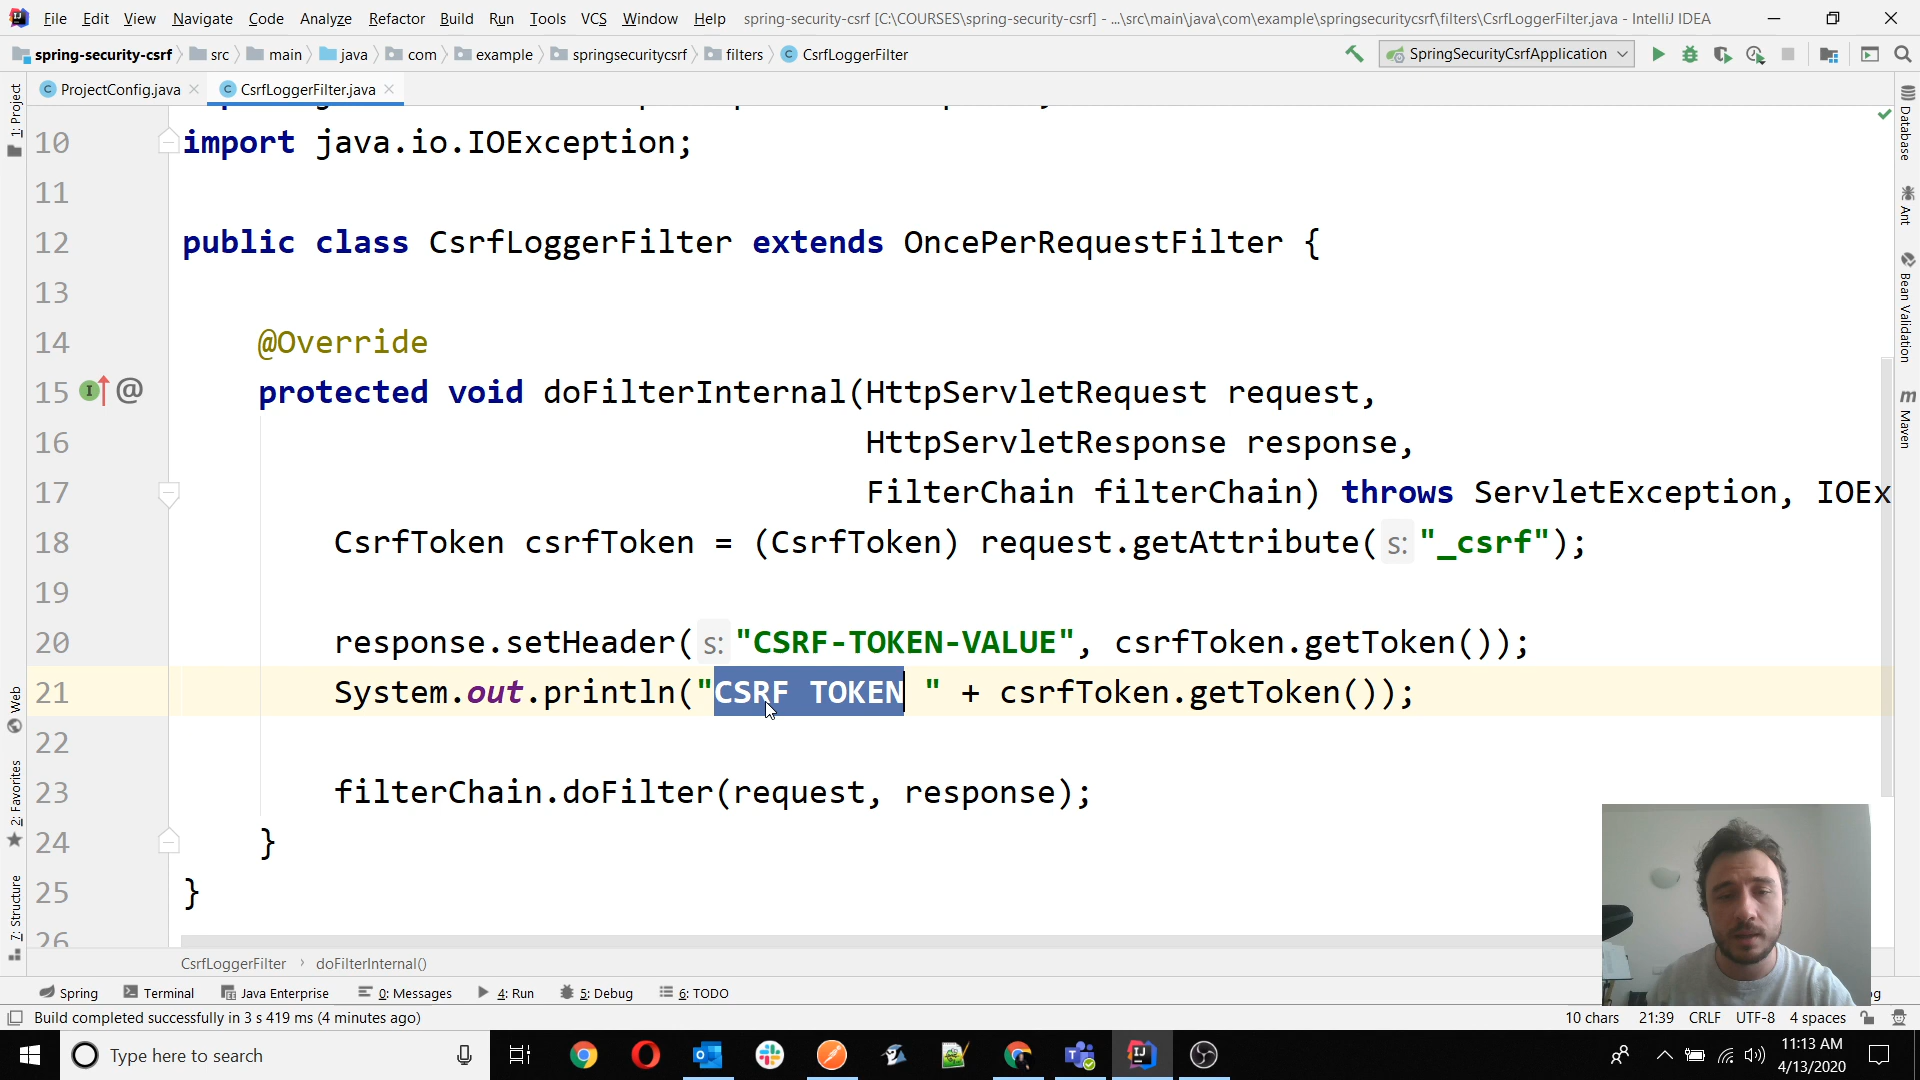 File Edit View Navigate Code Analyze Refactor Build Run Tools VCS Window Help spring-security-csrf [C:\COURSES\spring-security-csrf] - ...\src\main\java\com\example\springsecuritycsrf\filters\CsrfLoggerFilter.java - IntelliJ IDEA
spring-security-csrf src main java com example springsecuritycsrf filters CsrfLoggerFilter SpringSecurityCsrfApplication
ProjectConfig.java CsrfLoggerFilter.java
1: Project
Web
2: Favorites
7: Structure
10 import java.io.IOException;
11
12 public class CsrfLoggerFilter extends OncePerRequestFilter {
13
14 @Override
15 @ protected void doFilterInternal(HttpServletRequest request,
16 HttpServletResponse response,
17 FilterChain filterChain) throws ServletException, IOEx
18 CsrfToken csrfToken = (CsrfToken) request.getAttribute( s: "_csrf");
19
20 response.setHeader( s: "CSRF-TOKEN-VALUE", csrfToken.getToken());
21 System.out.println("CSRF TOKEN " + csrfToken.getToken());
22
23 filterChain.doFilter(request, response);
24 }
25 }
26
Database
Ant
Bean Validation
Maven
CsrfLoggerFilter › doFilterInternal()
Spring Terminal Java Enterprise 0: Messages 4: Run 5: Debug 6: TODO
Build completed successfully in 3 s 419 ms (4 minutes ago) 10 chars 21:39 CRLF UTF-8 4 spaces
Type here to search
11:13 AM
4/13/2020